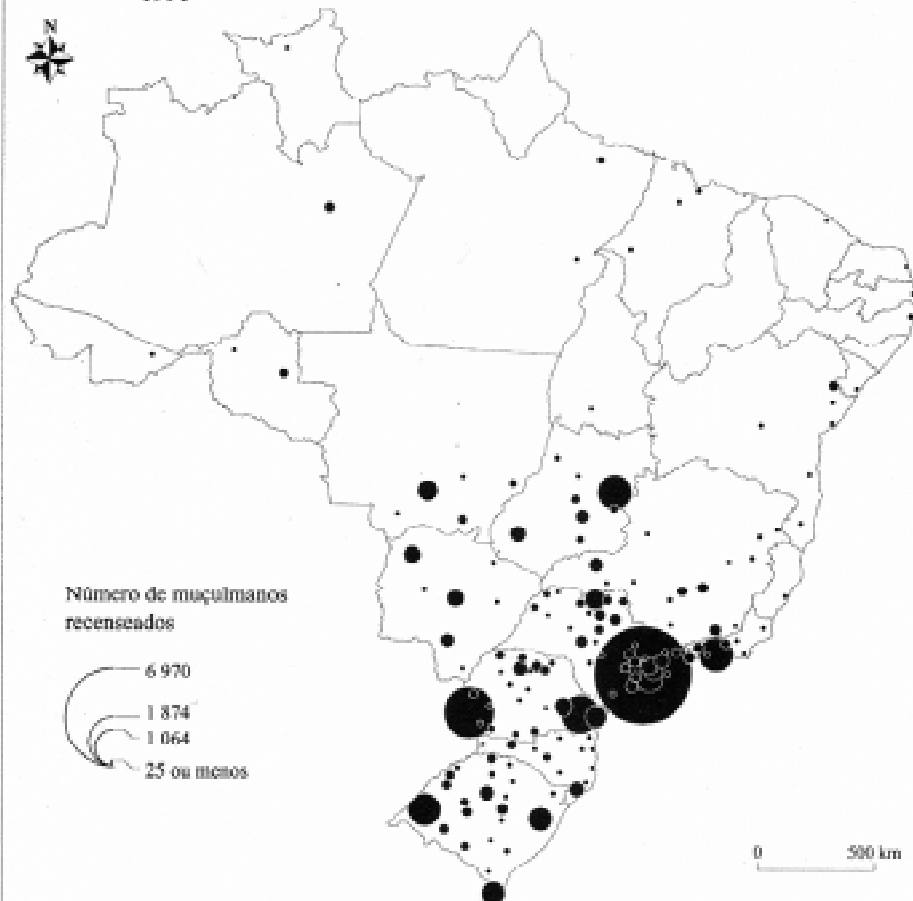 N
Número de muçulmanos
recenseados
6 970
1 874
1 064
25 ou menos
0 500 km